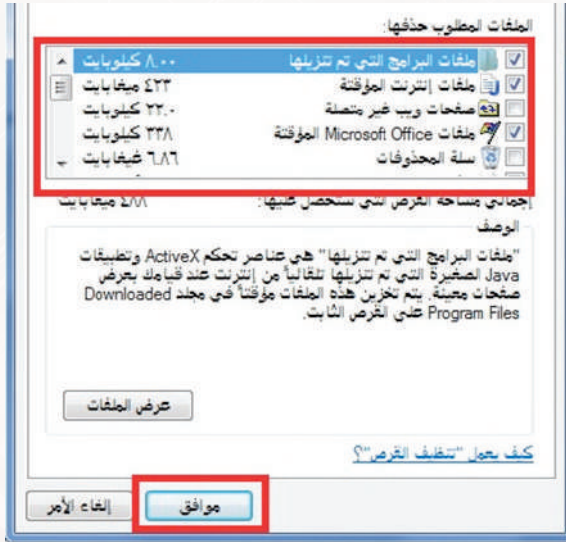 الملفات المطلوب حذفها:
ملفات البرامج التي تم تنزيلها ٨.٠٠ كيلوبايت
ملفات إنترنت المؤقتة ٤٢٣ ميغابايت
صفحات ويب غير متصلة ٢٢.٠ كيلوبايت
ملفات Microsoft Office المؤقتة ٣٣٨ كيلوبايت
سلة المحذوفات ٦.٨٦ غيغابايت
إجمالي مساحة القرص التي ستحصل عليها: ٤٨٨ ميغابايت
الوصف
"ملفات البرامج التي تم تنزيلها" هي عناصر تحكم ActiveX وتطبيقات
Java الصغيرة التي تم تنزيلها تلقائياً من إنترنت عند قيامك بعرض
صفحات معينة. يتم تخزين هذه الملفات مؤقتاً في مجلد Downloaded
Program Files على القرص الثابت.
عرض الملفات
كيف يعمل "تنظيف القرص"؟
موافق
إلغاء الأمر